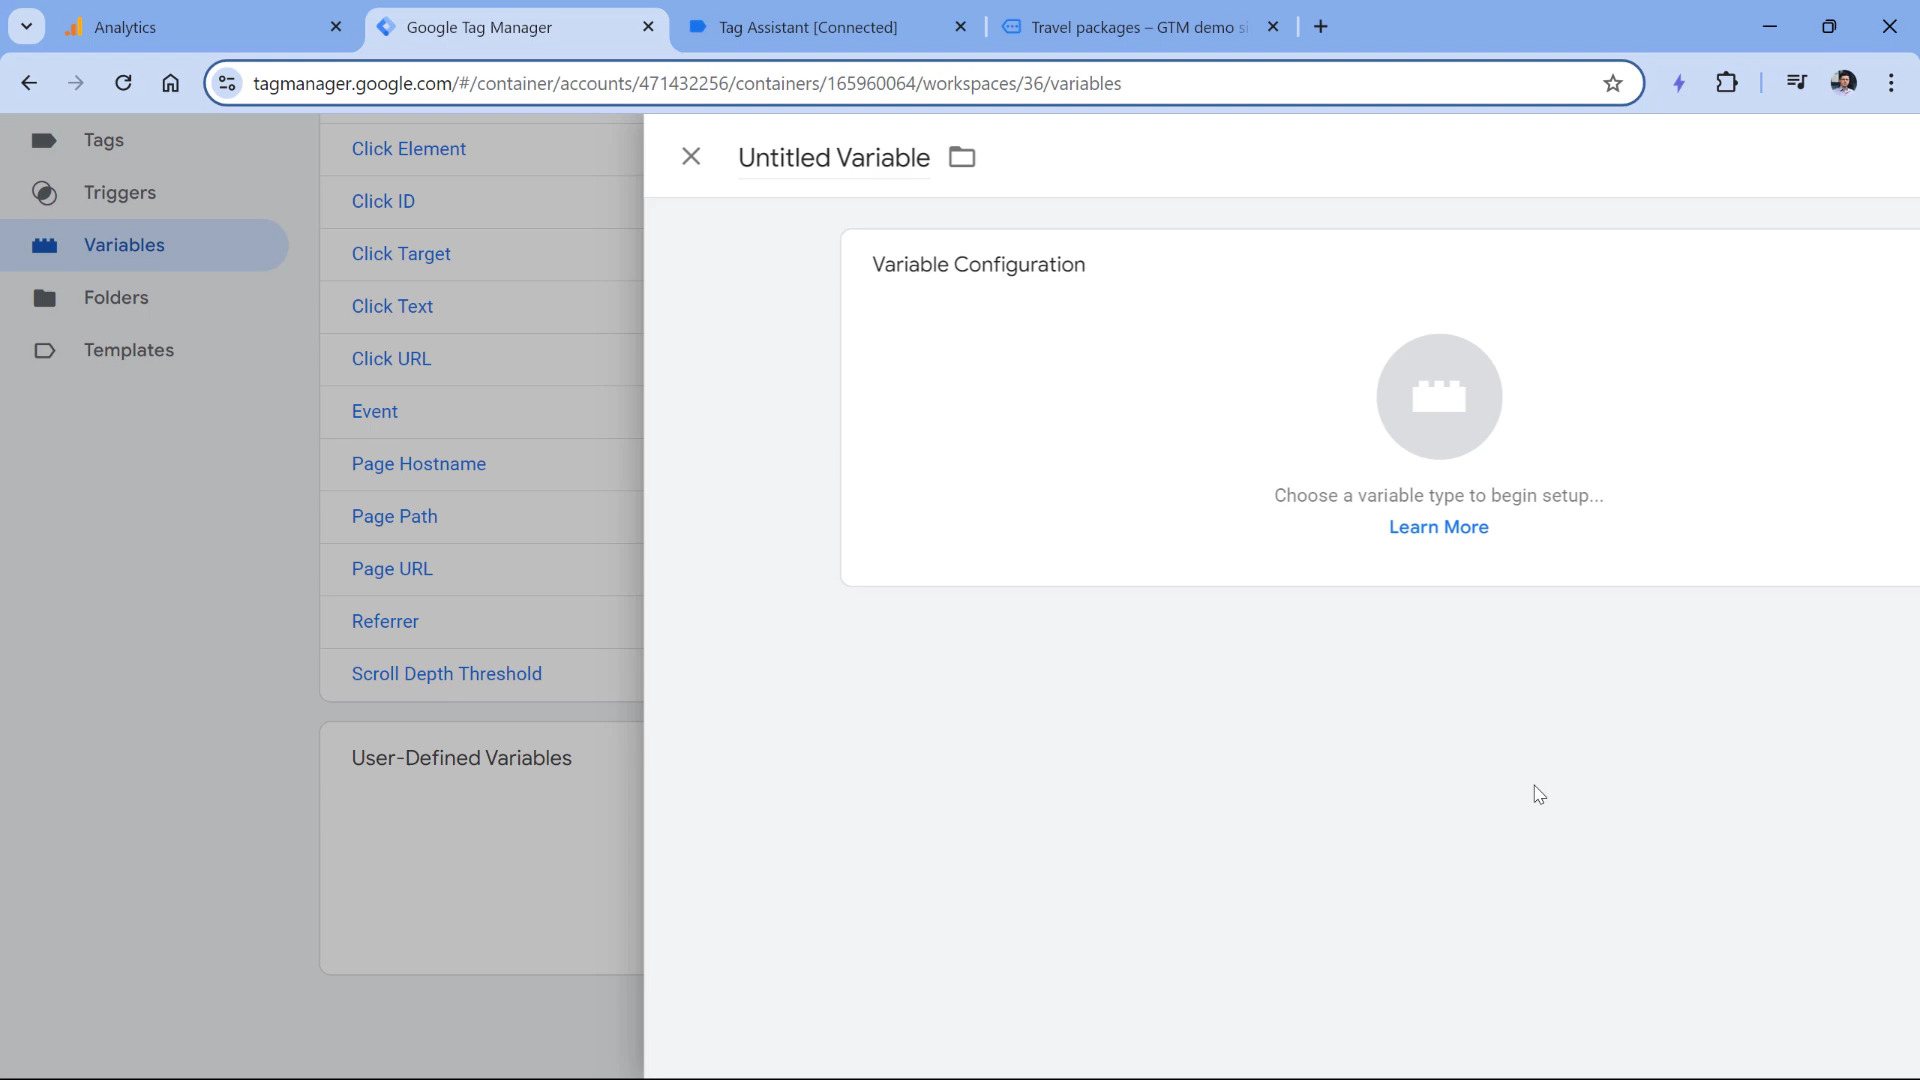 Analytics
Google Tag Manager
Tag Assistant [Connected]
Travel packages – GTM demo si
tagmanager.google.com/#/container/accounts/471432256/containers/165960064/workspaces/36/variables
Tags
Triggers
Variables
Folders
Templates
Click Element
Click ID
Click Target
Click Text
Click URL
Event
Page Hostname
Page Path
Page URL
Referrer
Scroll Depth Threshold
User-Defined Variables
Untitled Variable
Variable Configuration
Choose a variable type to begin setup...
Learn More